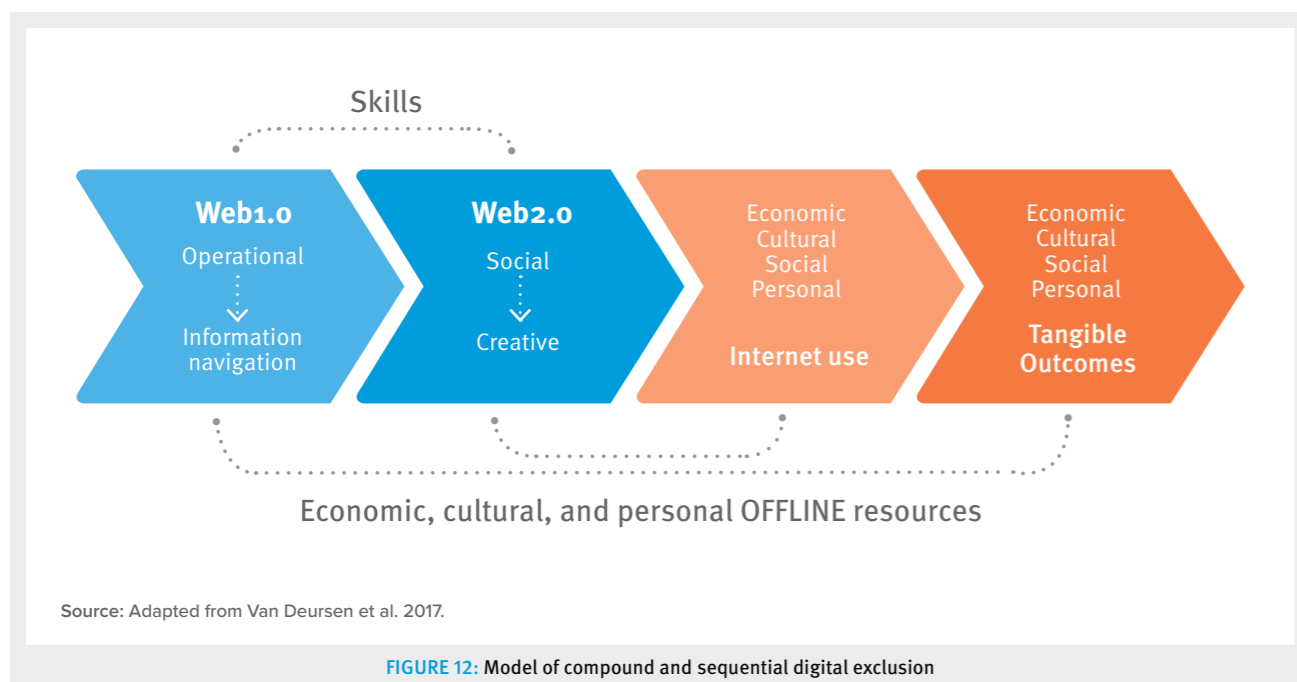 Skills
Web1.0
Operational
Information
navigation
Web2.0
Social
Creative
Economic
Cultural
Social
Personal
Internet use
Economic
Cultural
Social
Personal
Tangible
Outcomes
Economic, cultural, and personal OFFLINE resources
Source: Adapted from Van Deursen et al. 2017.
FIGURE 12: Model of compound and sequential digital exclusion